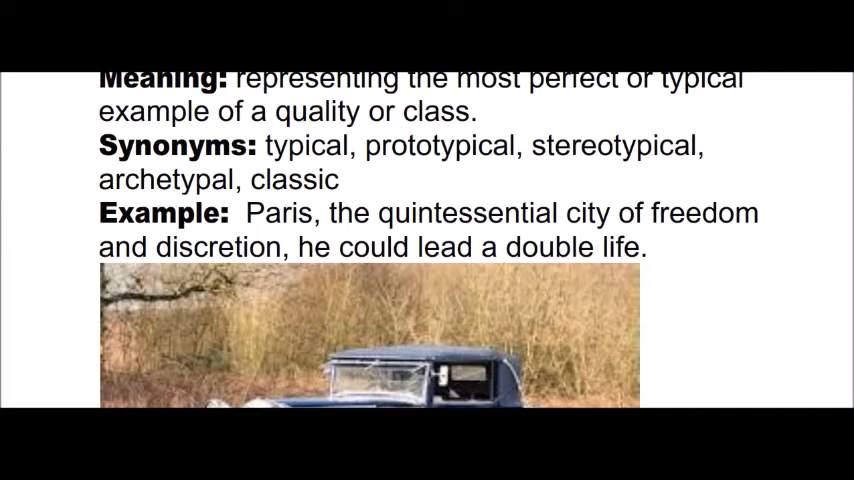 Meaning: representing the most perfect or typical
example of a quality or class.
Synonyms: typical, prototypical, stereotypical,
archetypal, classic
Example:  Paris, the quintessential city of freedom
and discretion, he could lead a double life.